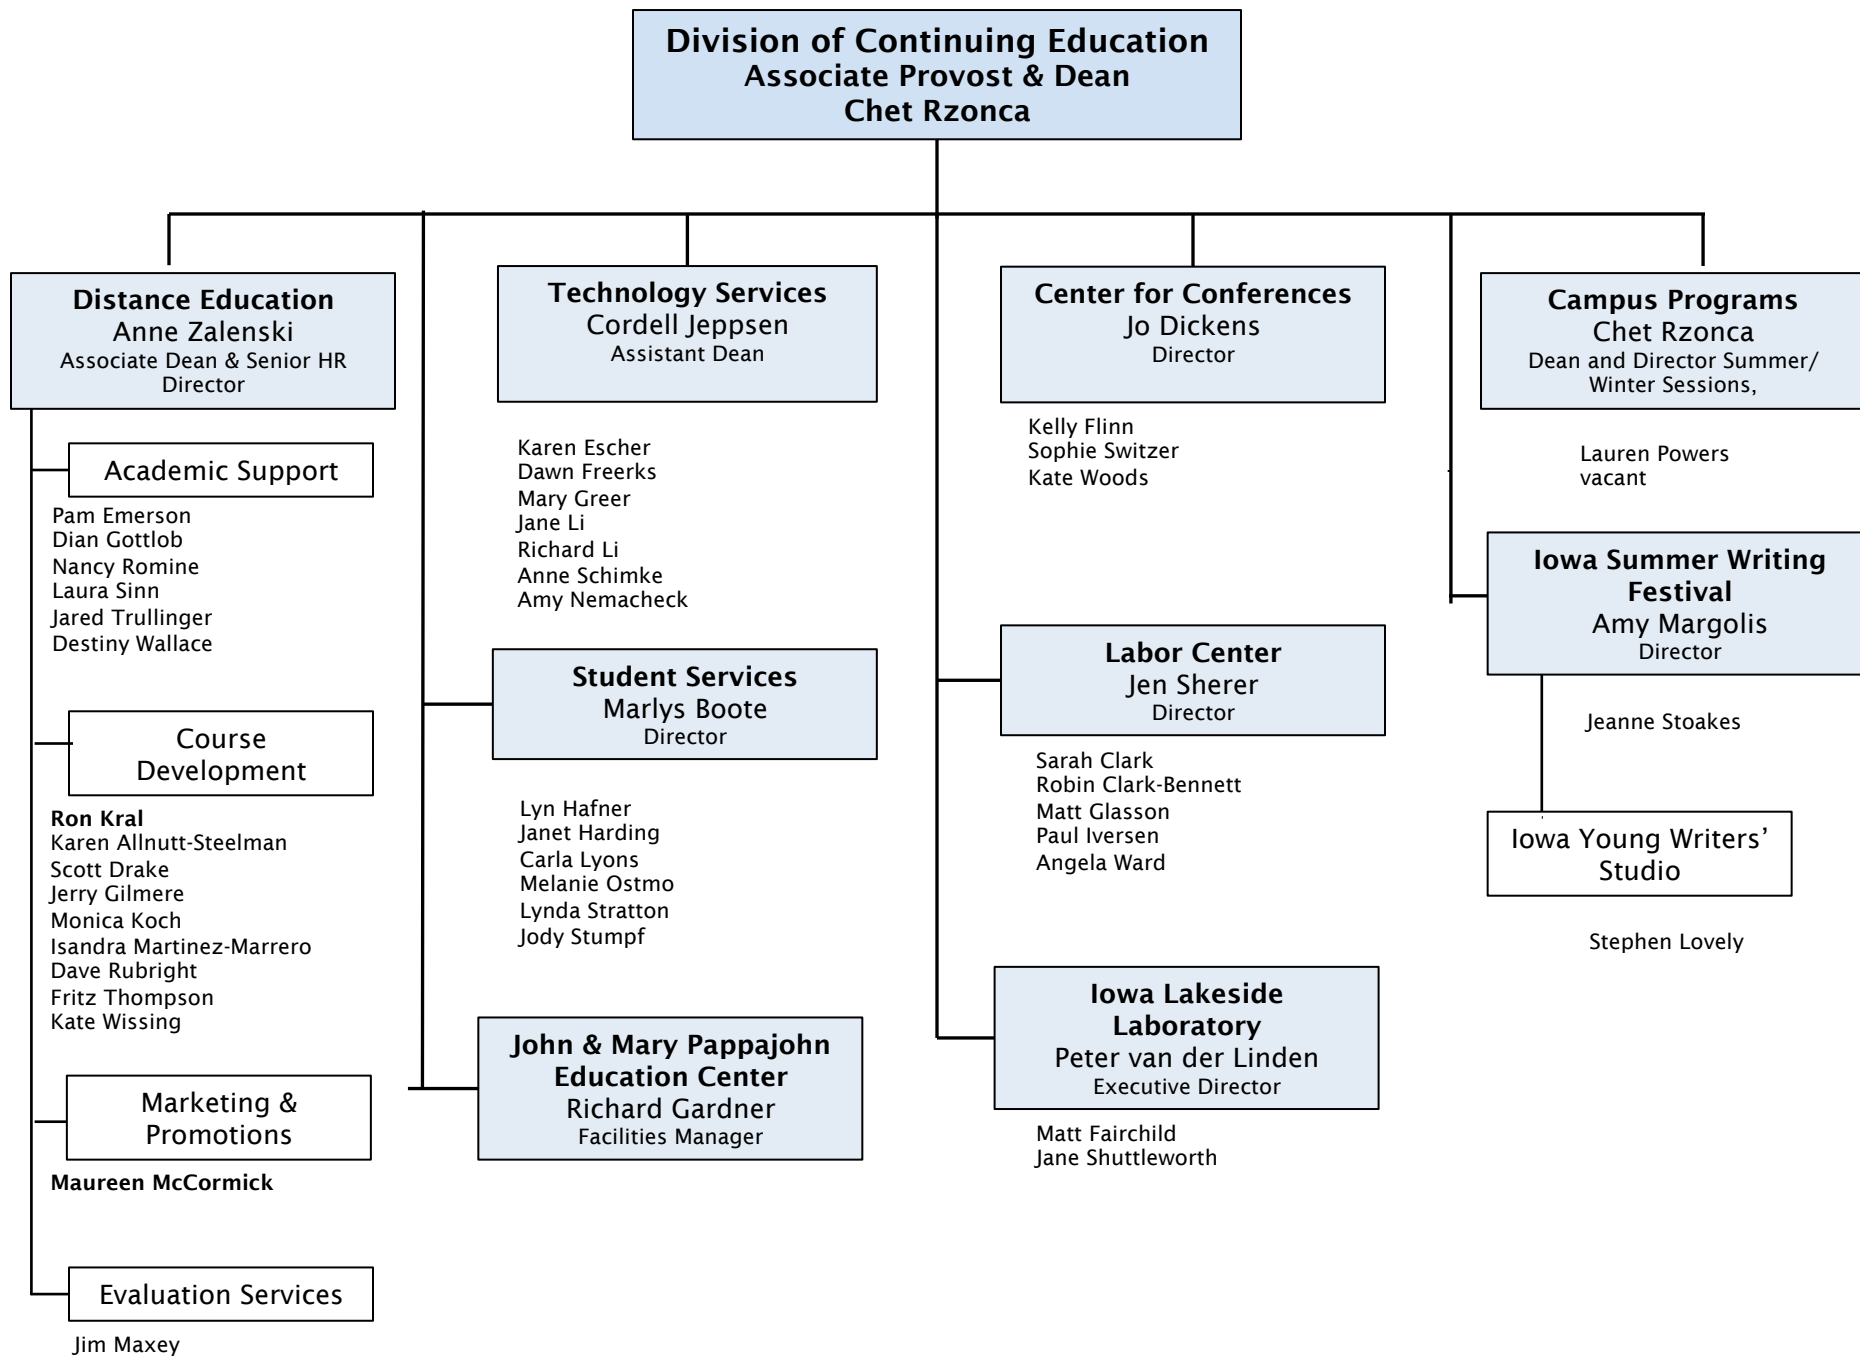 Division of Continuing Education
Associate Provost & Dean
Chet Rzonca
Distance Education
Anne Zalenski
Associate Dean & Senior HR
Director
Academic Support
Pam Emerson
Dian Gottlob
Nancy Romine
Laura Sinn
Jared Trullinger
Destiny Wallace
Course
Development
Ron Kral
Karen Allnutt-Steelman
Scott Drake
Jerry Gilmere
Monica Koch
Isandra Martinez-Marrero
Dave Rubright
Fritz Thompson
Kate Wissing
Marketing &
Promotions
Maureen McCormick
Evaluation Services
Jim Maxey
Technology Services
Cordell Jeppsen
Assistant Dean
Karen Escher
Dawn Freerks
Mary Greer
Jane Li
Richard Li
Anne Schimke
Amy Nemacheck
Student Services
Marlys Boote
Director
Lyn Hafner
Janet Harding
Carla Lyons
Melanie Ostmo
Lynda Stratton
Jody Stumpf
John & Mary Pappajohn
Education Center
Richard Gardner
Facilities Manager
Center for Conferences
Jo Dickens
Director
Kelly Flinn
Sophie Switzer
Kate Woods
Labor Center
Jen Sherer
Director
Sarah Clark
Robin Clark-Bennett
Matt Glasson
Paul Iversen
Angela Ward
Iowa Lakeside
Laboratory
Peter van der Linden
Executive Director
Matt Fairchild
Jane Shuttleworth
Campus Programs
Chet Rzonca
Dean and Director Summer/
Winter Sessions,
Lauren Powers
vacant
Iowa Summer Writing
Festival
Amy Margolis
Director
Jeanne Stoakes
Iowa Young Writers’
Studio
Stephen Lovely